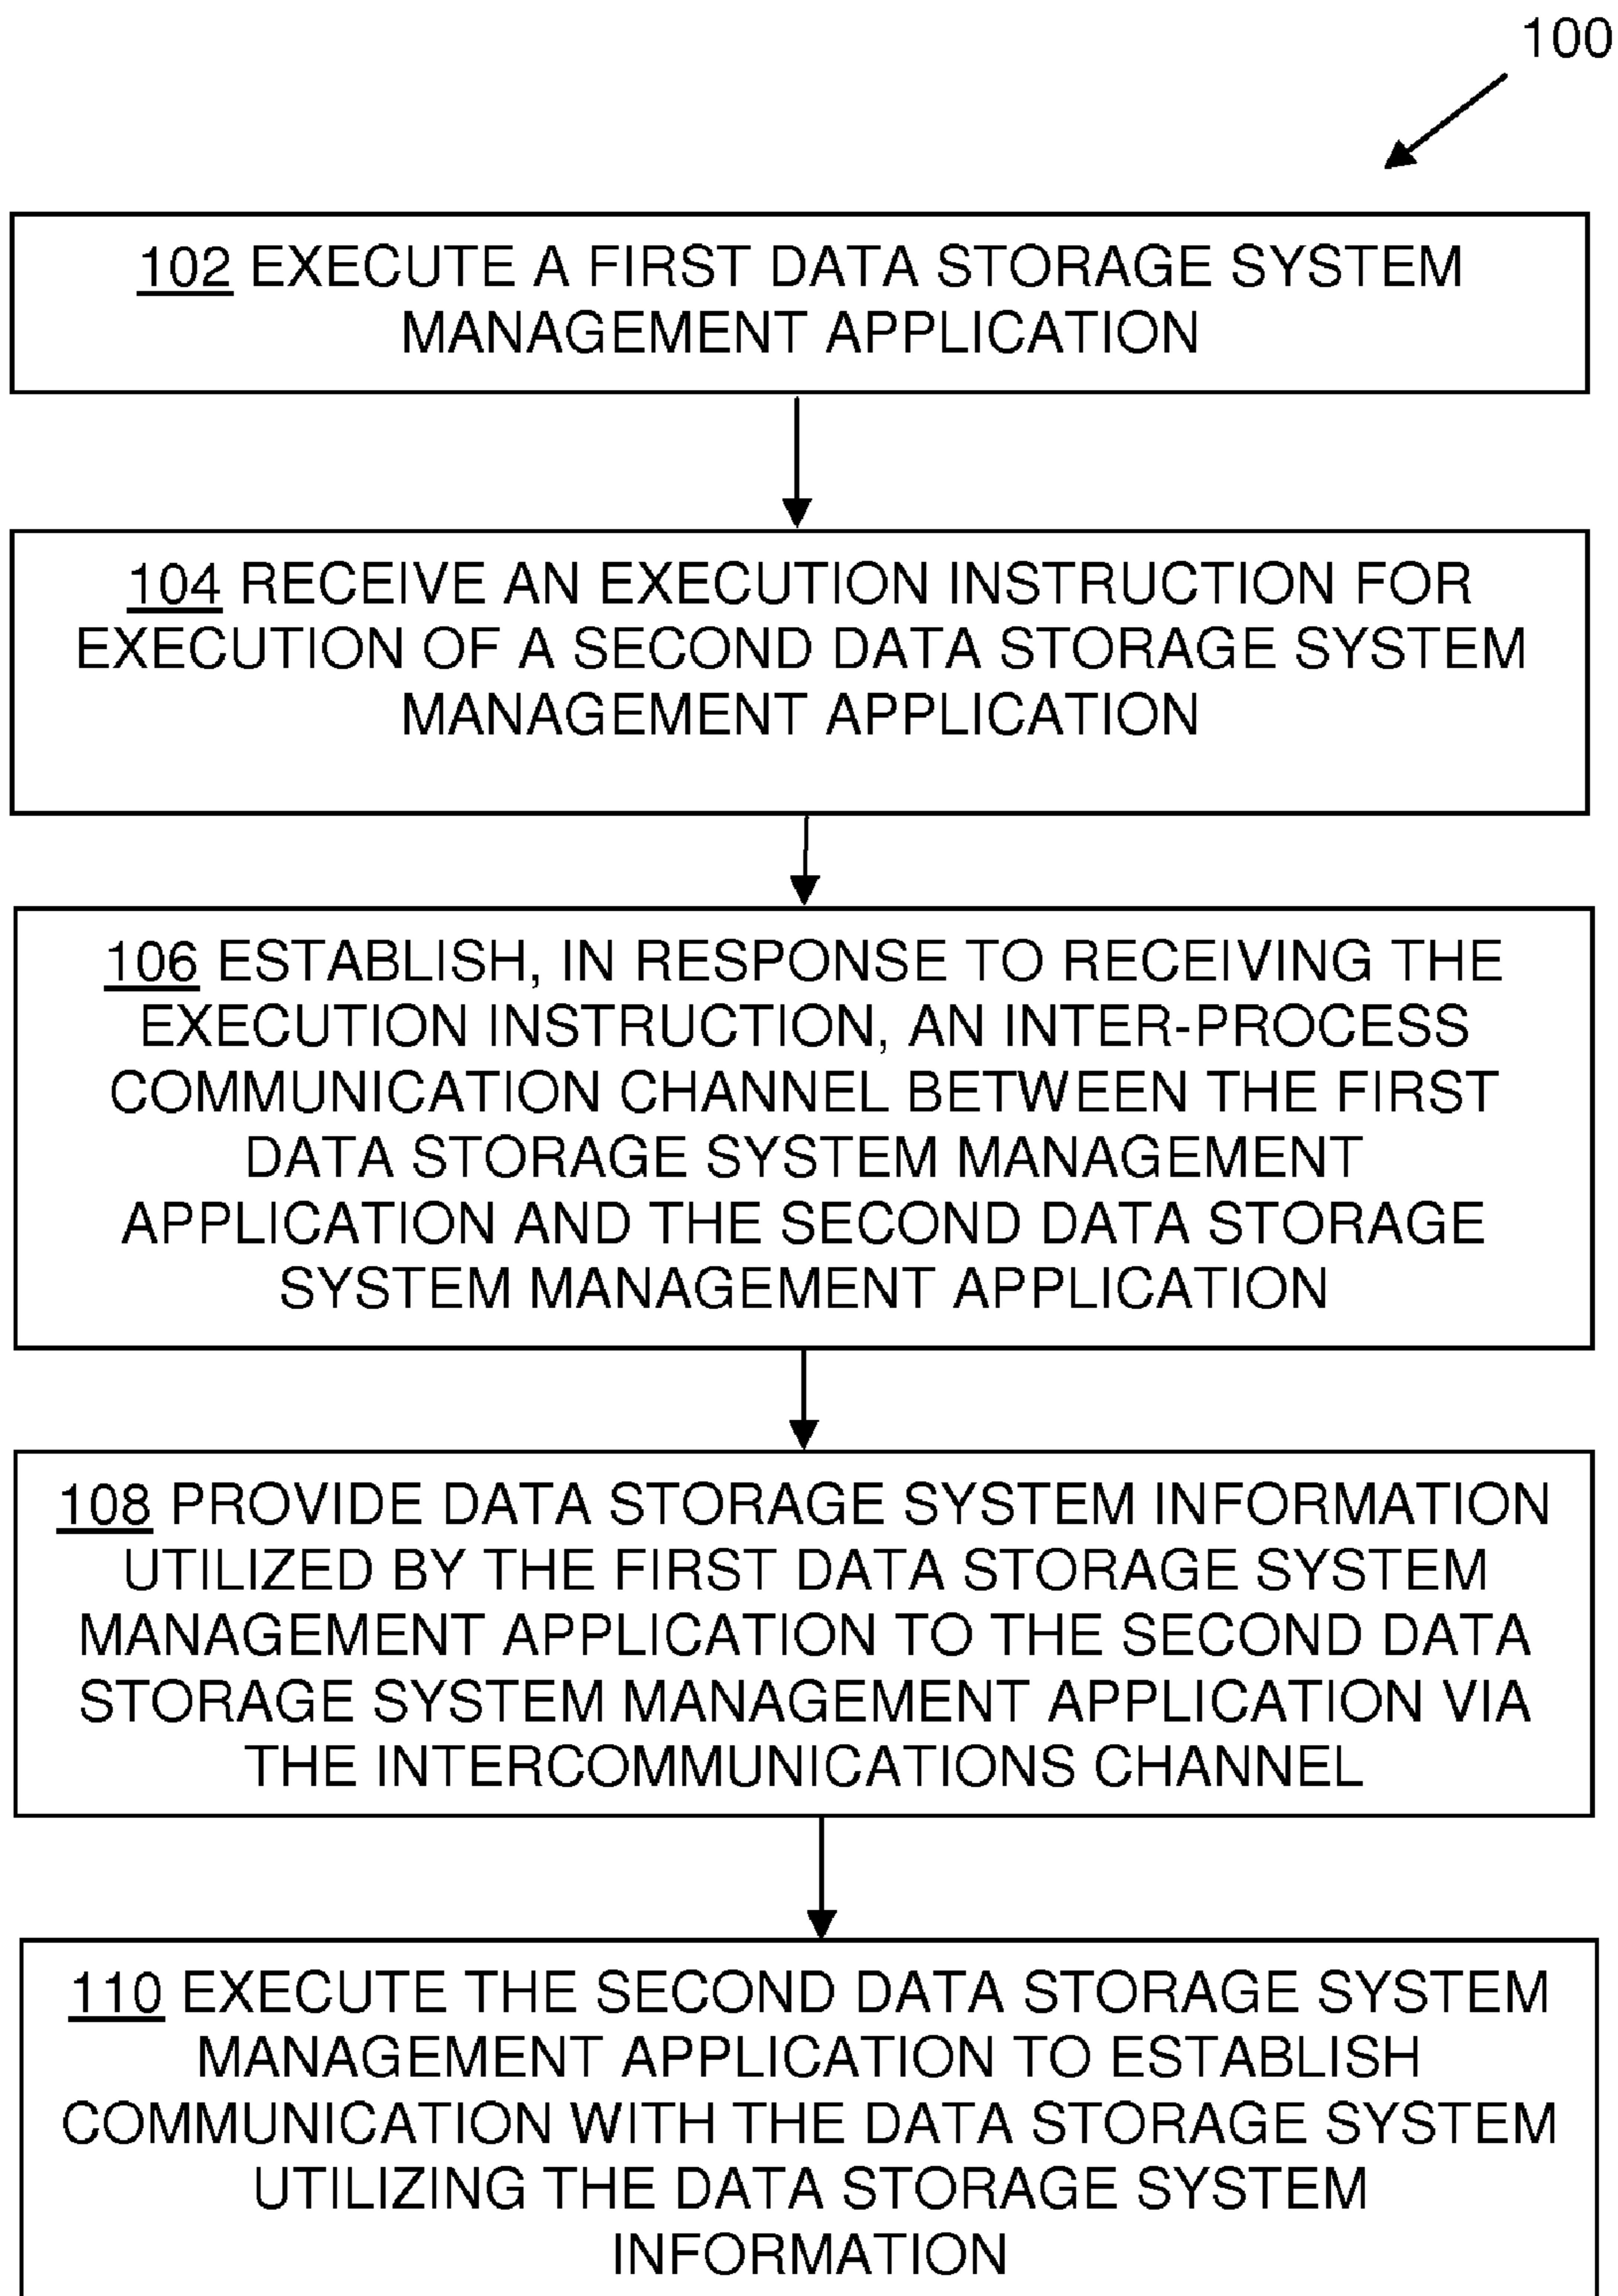 100
102 EXECUTE A FIRST DATA STORAGE SYSTEM
MANAGEMENT APPLICATION
104 RECEIVE AN EXECUTION INSTRUCTION FOR
EXECUTION OF A SECOND DATA STORAGE SYSTEM
MANAGEMENT APPLICATION
106 ESTABLISH, IN RESPONSE TO RECEIVING THE
EXECUTION INSTRUCTION, AN INTER-PROCESS
COMMUNICATION CHANNEL BETWEEN THE FIRST
DATA STORAGE SYSTEM MANAGEMENT
APPLICATION AND THE SECOND DATA STORAGE
SYSTEM MANAGEMENT APPLICATION
108 PROVIDE DATA STORAGE SYSTEM INFORMATION
UTILIZED BY THE FIRST DATA STORAGE SYSTEM
MANAGEMENT APPLICATION TO THE SECOND DATA
STORAGE SYSTEM MANAGEMENT APPLICATION VIA
THE INTERCOMMUNICATIONS CHANNEL
110 EXECUTE THE SECOND DATA STORAGE SYSTEM
MANAGEMENT APPLICATION TO ESTABLISH
COMMUNICATION WITH THE DATA STORAGE SYSTEM
UTILIZING THE DATA STORAGE SYSTEM
INFORMATION